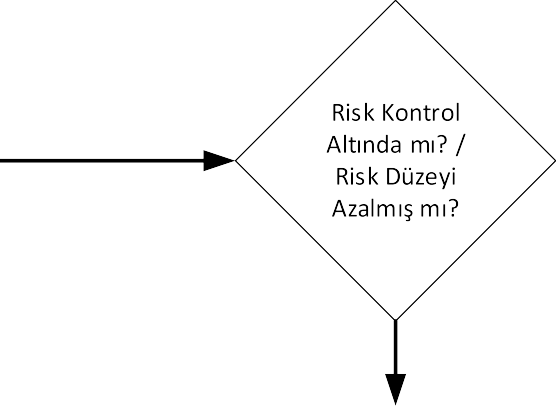 Risk Kontrol
Altında mı? /
Risk Düzeyi
Azalmış mı?